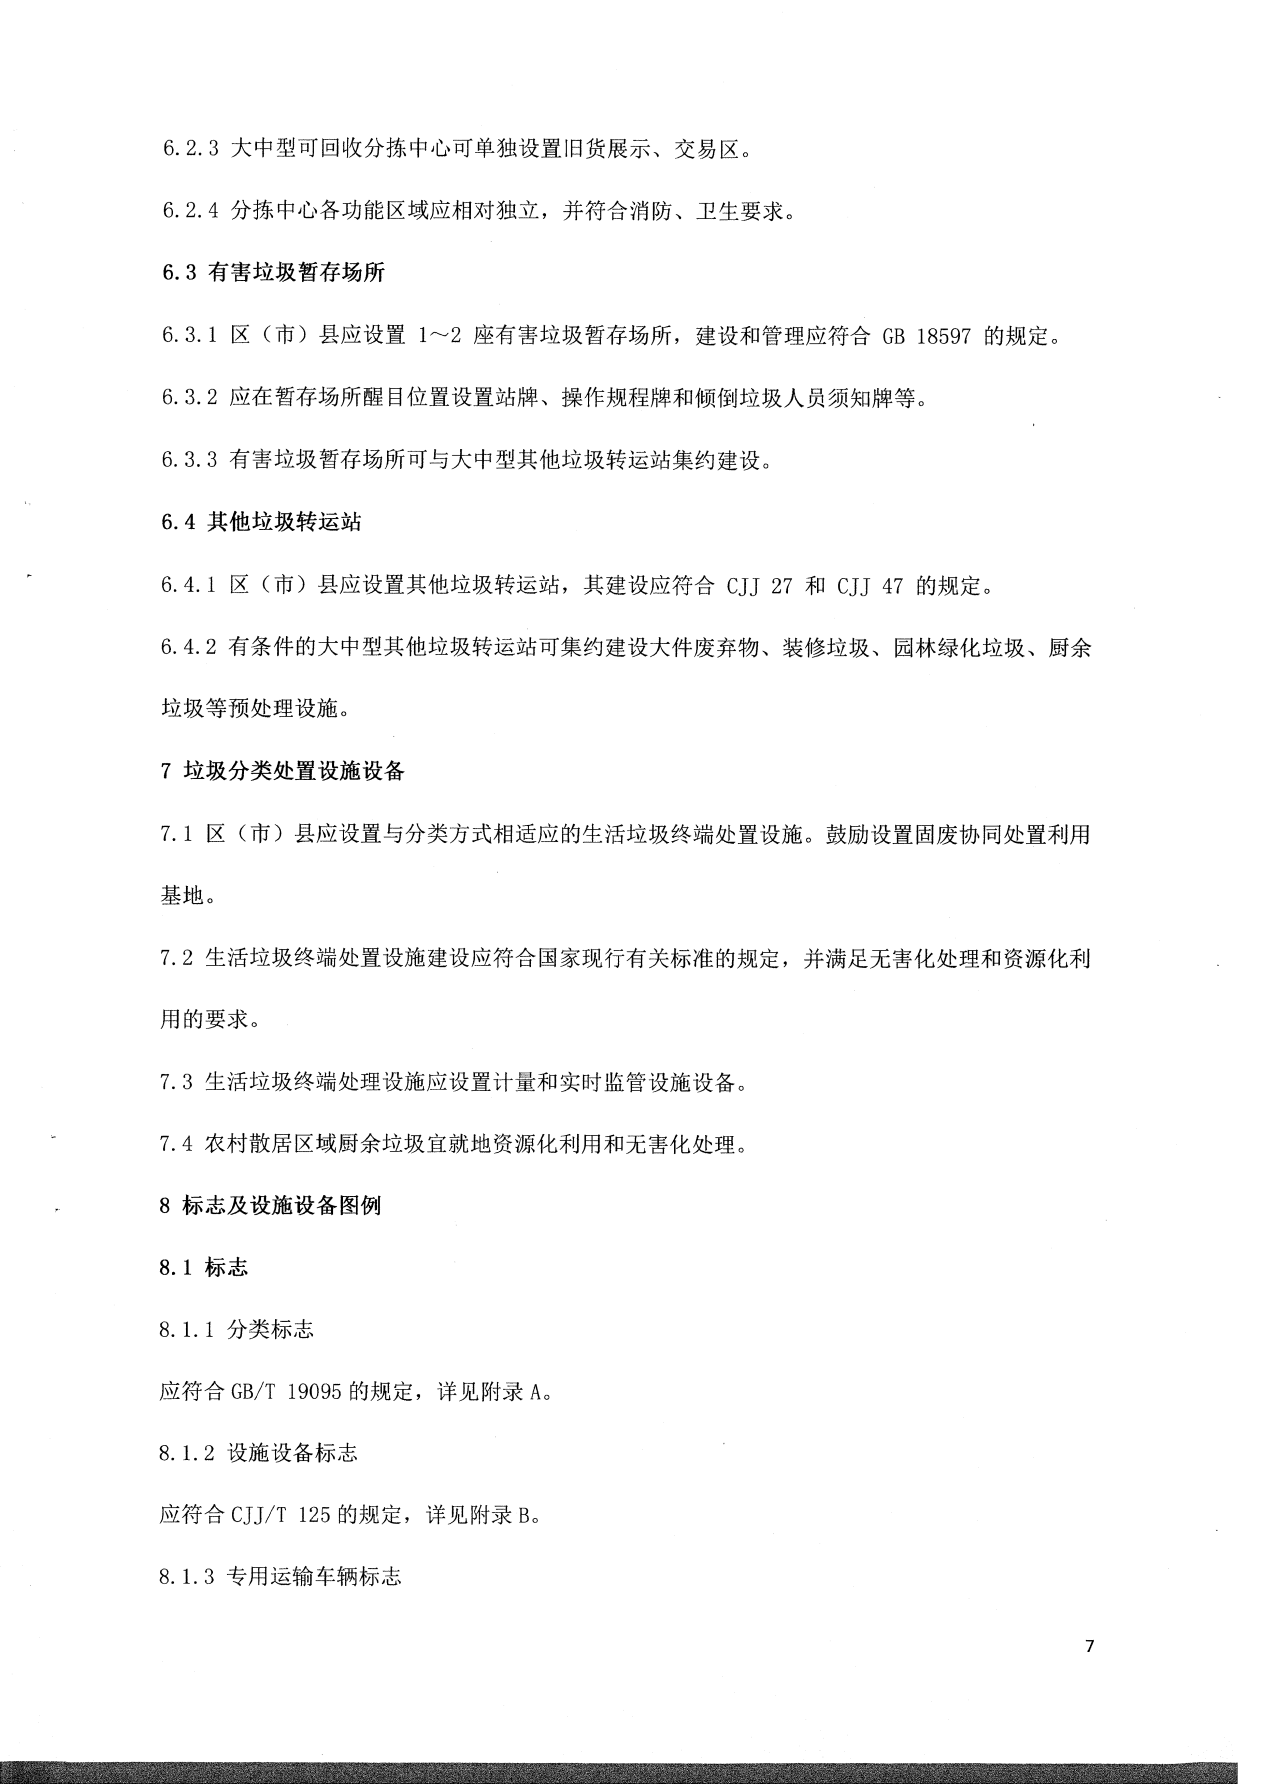 6.2.3 大中型可回收分拣中心可单独设置旧货展示、交易区。
6.2.4 分拣中心各功能区域应相对独立，并符合消防、卫生要求。
6.3 有害垃圾暂存场所
6.3.1 区（市）县应设置 1～2 座有害垃圾暂存场所，建设和管理应符合 GB 18597 的规定。
6.3.2 应在暂存场所醒目位置设置站牌、操作规程牌和倾倒垃圾人员须知牌等。
6.3.3 有害垃圾暂存场所可与大中型其他垃圾转运站集约建设。
6.4 其他垃圾转运站
6.4.1 区（市）县应设置其他垃圾转运站，其建设应符合 CJJ 27 和 CJJ 47 的规定。
6.4.2 有条件的大中型其他垃圾转运站可集约建设大件废弃物、装修垃圾、园林绿化垃圾、厨余
垃圾等预处理设施。
7 垃圾分类处置设施设备
7.1 区（市）县应设置与分类方式相适应的生活垃圾终端处置设施。鼓励设置固废协同处置利用
基地。
7.2 生活垃圾终端处置设施建设应符合国家现行有关标准的规定，并满足无害化处理和资源化利
用的要求。
7.3 生活垃圾终端处理设施应设置计量和实时监管设施设备。
7.4 农村散居区域厨余垃圾宜就地资源化利用和无害化处理。
8 标志及设施设备图例
8.1 标志
8.1.1 分类标志
应符合 GB/T 19095 的规定，详见附录 A。
8.1.2 设施设备标志
应符合 CJJ/T 125 的规定，详见附录 B。
8.1.3 专用运输车辆标志
7